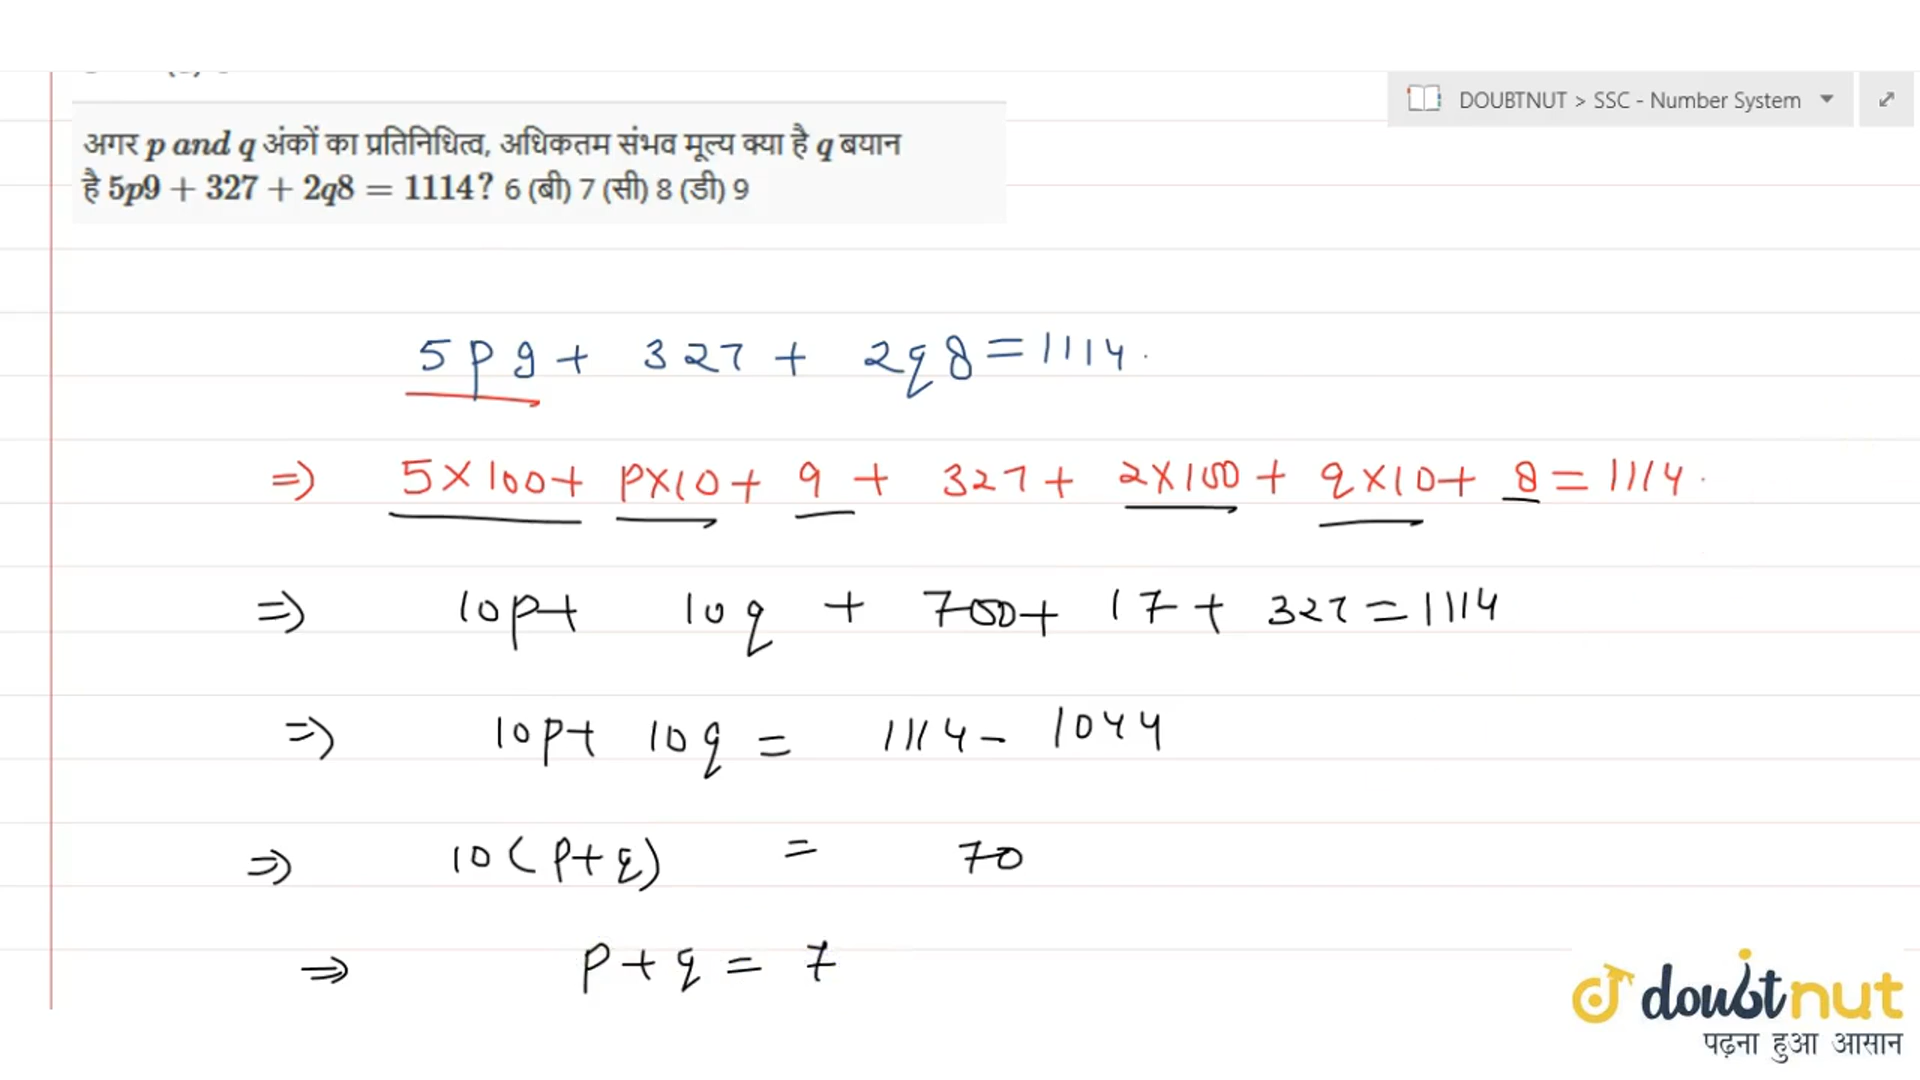 DOUBTNUT > SSC - Number System
अगर p and q अंकों का प्रतिनिधित्व, अधिकतम संभव मूल्य क्या है q बयान
है 5p9 + 327 + 2q8 = 1114? 6 (बी) 7 (सी) 8 (डी) 9
5p9 + 327 + 2q8 = 1114.
=> 5×100+ p×10+ 9 + 327+ 2×100+ q×10+ 8 = 1114.
=> 10p+ 10q + 700+ 17+ 327=1114
=> 10p+ 10q = 1114- 1044
=> 10(p+q) = 70
=> p+q = 7
doubtnut
पढ़ना हुआ आसान